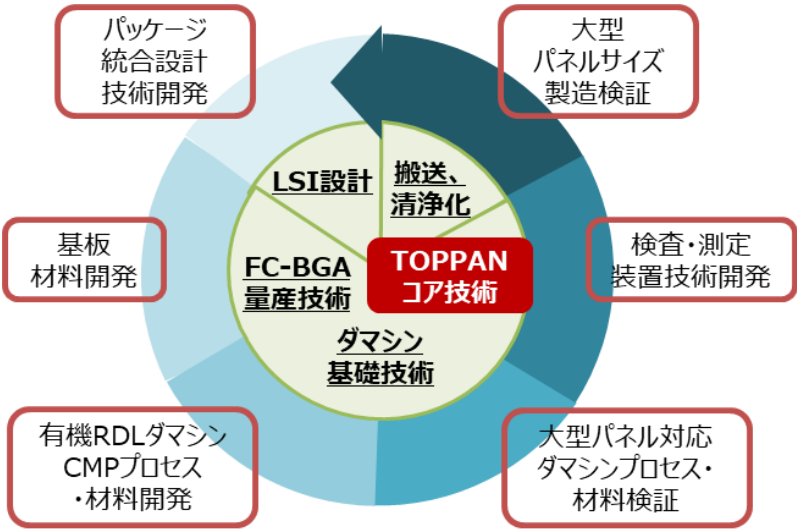 パッケージ
統合設計
技術開発
大型
パネルサイズ
製造検証
LSI設計
搬送、
清浄化
基板
材料開発
FC-BGA
量産技術
TOPPAN
コア技術
検査・測定
装置技術開発
ダマシン
基礎技術
有機RDLダマシン
CMPプロセス
・材料開発
大型パネル対応
ダマシンプロセス・
材料検証